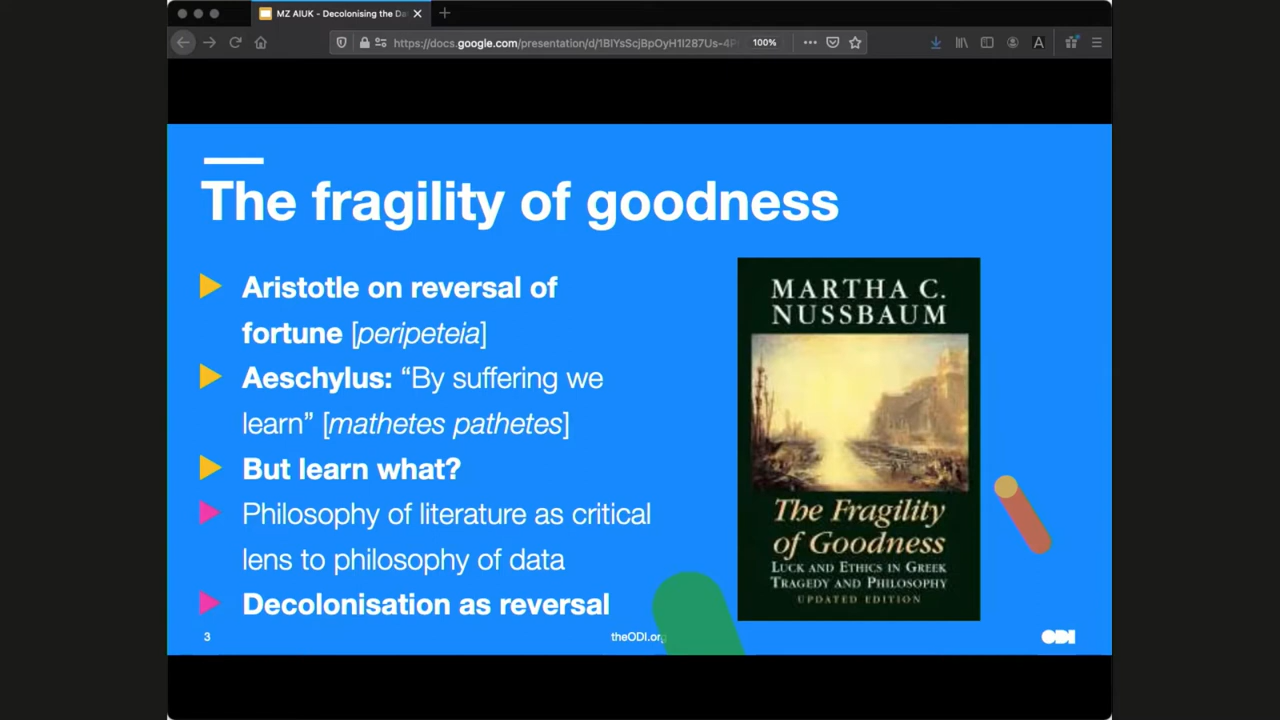 MZ AIUK - Decolonising the Da
https://docs.google.com/presentation/d/1BIYsScjBpOyH1I287Us-4P
100%
The fragility of goodness
Aristotle on reversal of
fortune [peripeteia]
Aeschylus: “By suffering we
learn” [mathetes pathetes]
But learn what?
Philosophy of literature as critical
lens to philosophy of data
Decolonisation as reversal
MARTHA C.
NUSSBAUM
The Fragility
of Goodness
LUCK AND ETHICS IN GREEK
TRAGEDY AND PHILOSOPHY
UPDATED EDITION
3
theODI.org
ODI